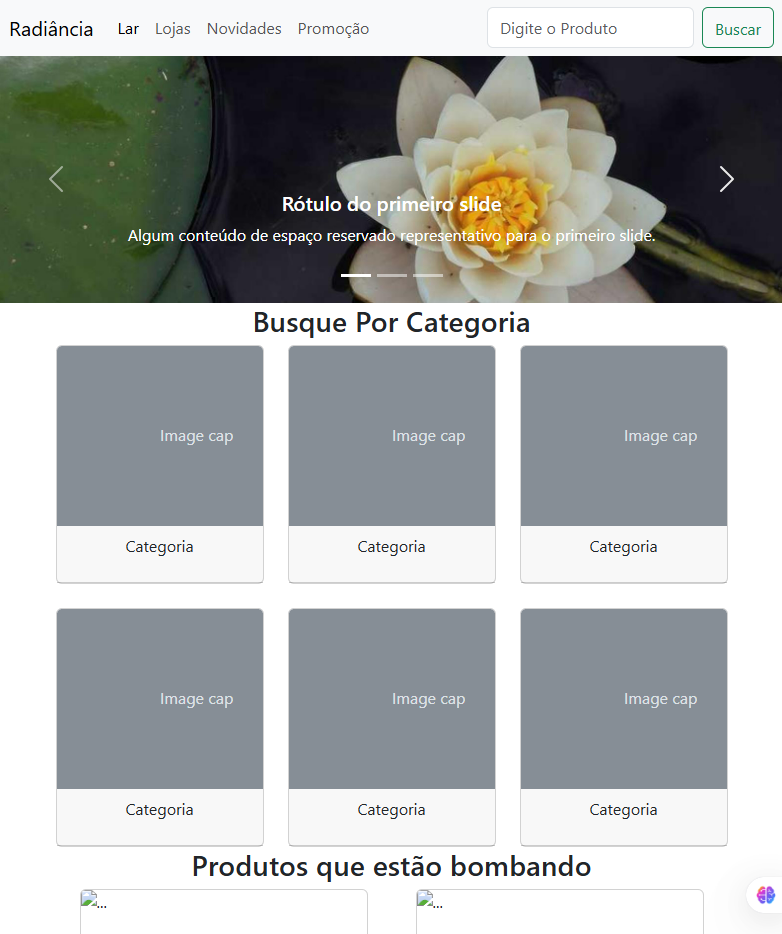 Radiância Lar Lojas Novidades Promoção Digite o Produto Buscar
Rótulo do primeiro slide
Algum conteúdo de espaço reservado representativo para o primeiro slide.
Busque Por Categoria
Image cap Image cap Image cap
Categoria Categoria Categoria
Image cap Image cap Image cap
Categoria Categoria Categoria
Produtos que estão bombando
... ...